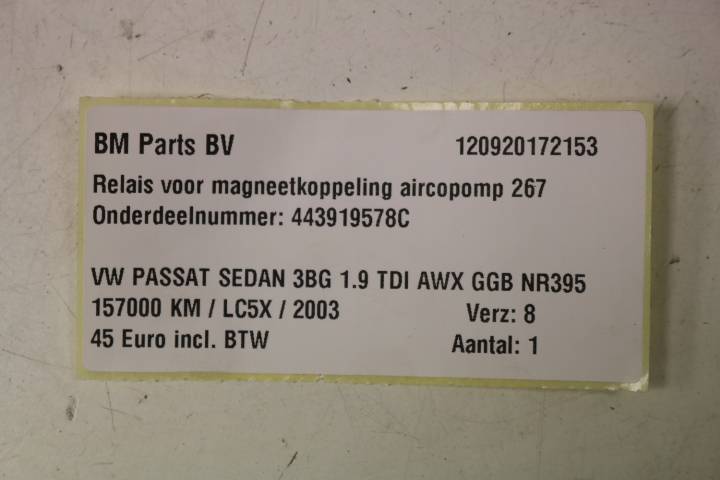 BM Parts BV 120920172153
Relais voor magneetkoppeling aircopomp 267
Onderdeelnummer: 443919578C
VW PASSAT SEDAN 3BG 1.9 TDI AWX GGB NR395
157000 KM / LC5X / 2003 Verz: 8
45 Euro incl. BTW Aantal: 1